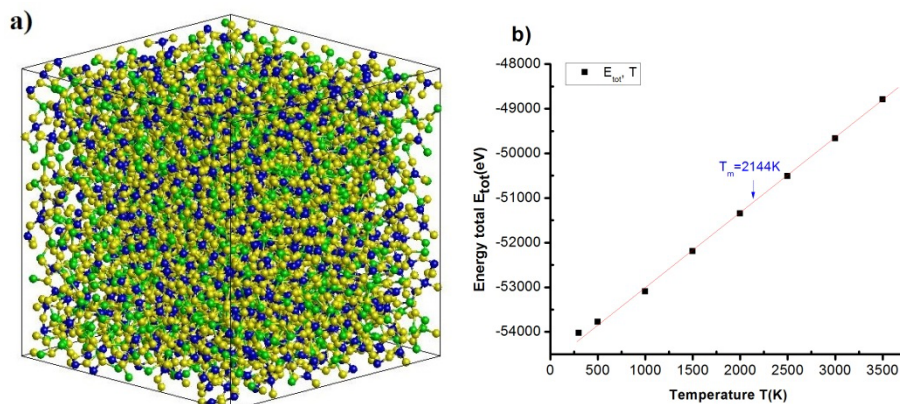 a)
b)
E_tot, T
T_m=2144K
Energy total E_tot(eV)
-48000
-49000
-50000
-51000
-52000
-53000
-54000
0 500 1000 1500 2000 2500 3000 3500
Temperature T(K)